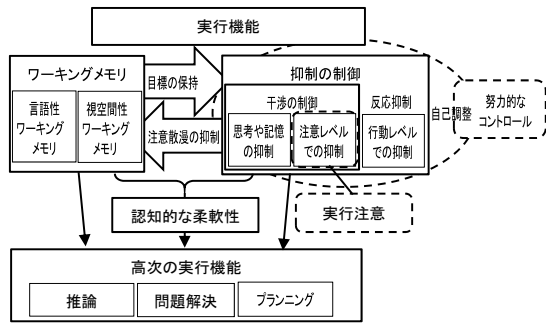 実行機能
ワーキングメモリ
言語性
ワーキング
メモリ
視空間性
ワーキング
メモリ
目標の保持
注意散漫の抑制
抑制の制御
干渉の制御
思考や記憶
の抑制
注意レベル
での抑制
反応抑制
行動レベル
での抑制
自己調整
努力的な
コントロール
認知的な柔軟性
実行注意
高次の実行機能
推論
問題解決
プランニング